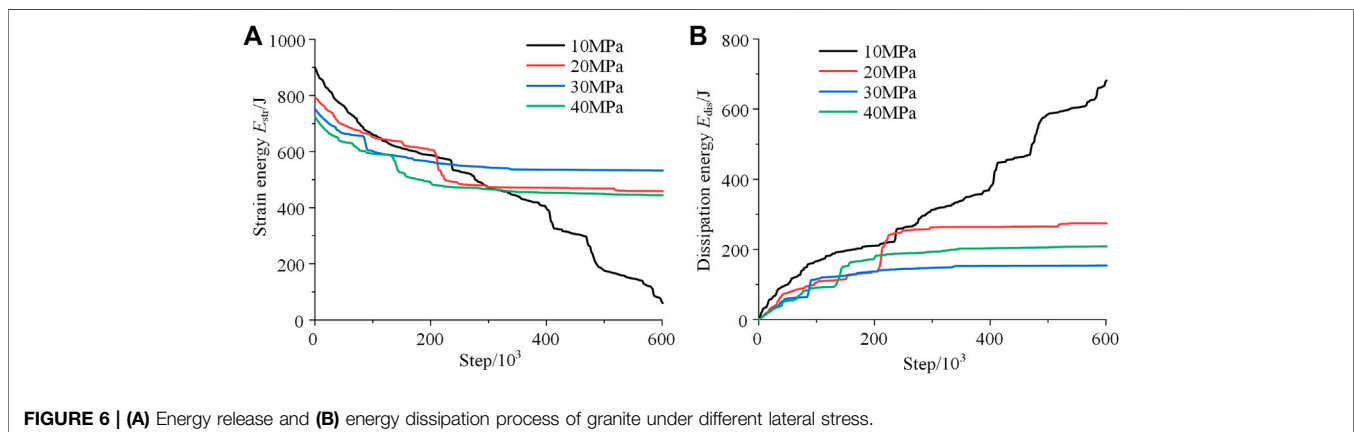 A
1000
800
600
400
200
0
Strain energy Estr/J
10MPa
20MPa
30MPa
40MPa
0
200
400
600
Step/10³
B
800
600
400
200
0
Dissipation energy Edis/J
10MPa
20MPa
30MPa
40MPa
0
200
400
600
Step/10³
FIGURE 6 | (A) Energy release and (B) energy dissipation process of granite under different lateral stress.